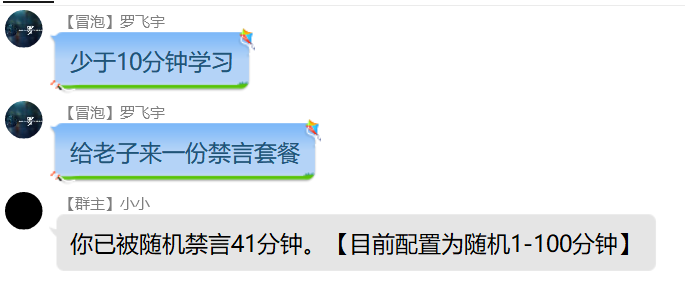 【冒泡】罗飞宇
少于10分钟学习
【冒泡】罗飞宇
给老子来一份禁言套餐
【群主】小小
你已被随机禁言41分钟。【目前配置为随机1-100分钟】